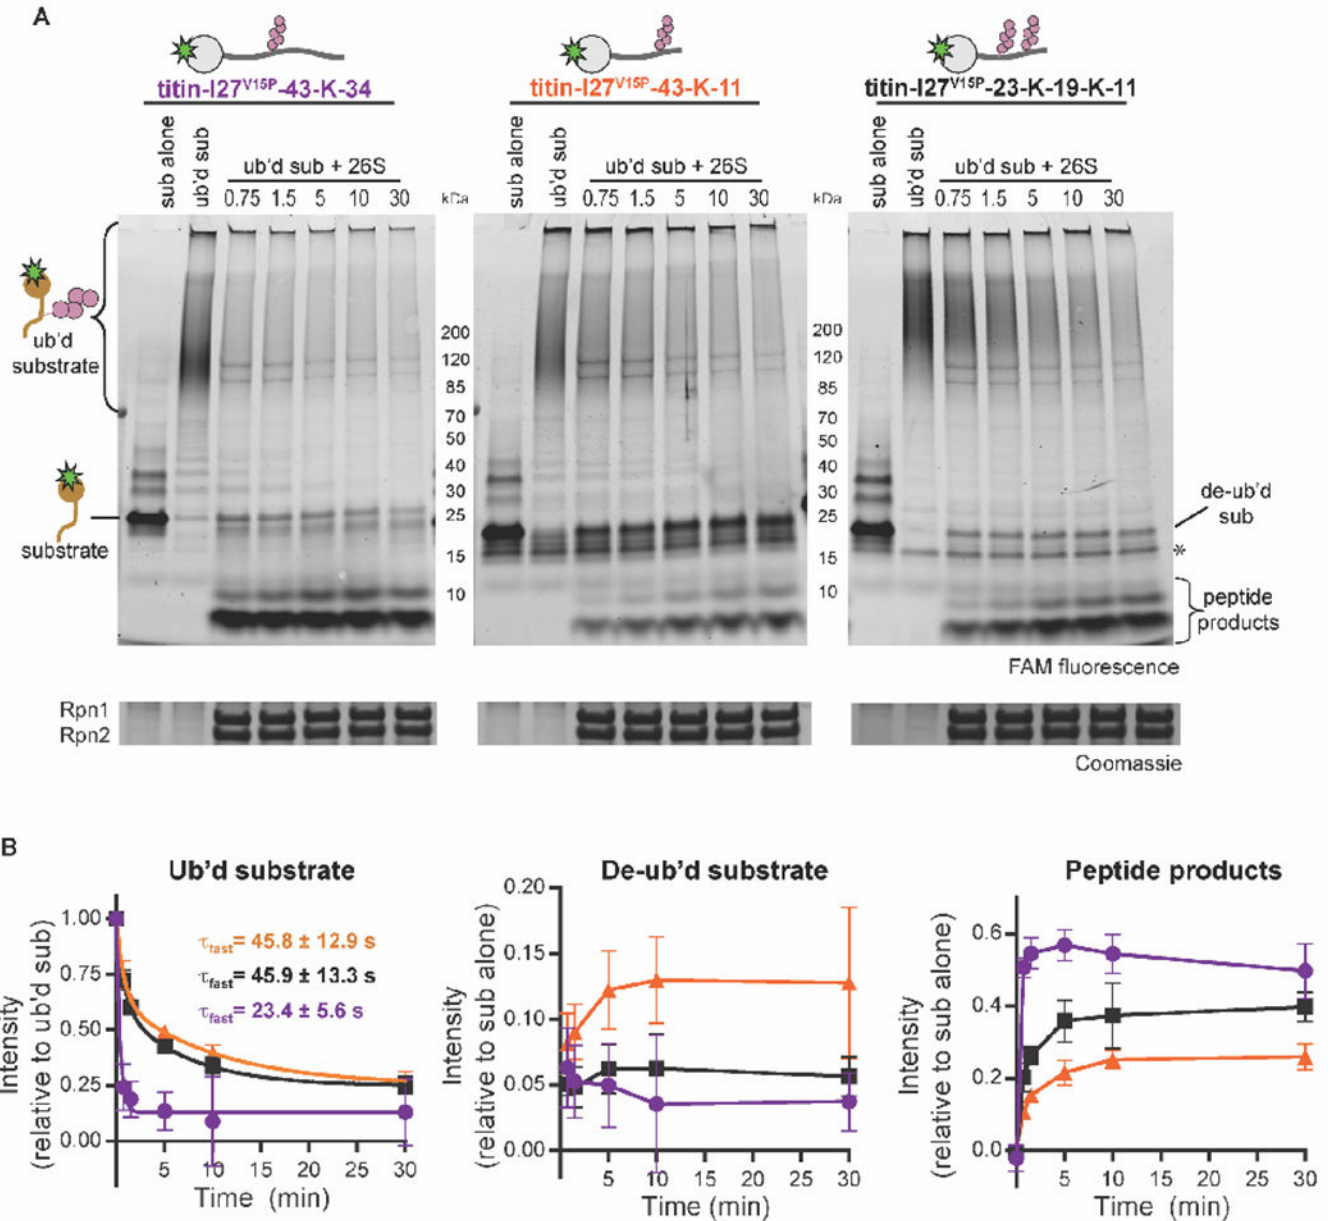 A
titin-I27V15P-43-K-34
titin-I27V15P-43-K-11
titin-I27V15P-23-K-19-K-11
sub alone
ub'd sub
ub'd sub + 26S
0.75 1.5 5 10 30
kDa
sub alone
ub'd sub
ub'd sub + 26S
0.75 1.5 5 10 30
kDa
sub alone
ub'd sub
ub'd sub + 26S
0.75 1.5 5 10 30
ub'd
substrate
substrate
200
120
85
70
50
40
30
25
15
10
200
120
85
70
50
40
30
25
15
10
de-ub'd
sub
*
peptide
products
FAM fluorescence
Rpn1
Rpn2
Coomassie
B
Ub'd substrate
Intensity
(relative to ub'd sub)
1.00
0.75
0.50
0.25
0.00
τfast= 45.8 ± 12.9 s
τfast= 45.9 ± 13.3 s
τfast= 23.4 ± 5.6 s
5 10 15 20 25 30
Time (min)
De-ub'd substrate
Intensity
(relative to sub alone)
0.20
0.15
0.10
0.05
0.00
5 10 15 20 25 30
Time (min)
Peptide products
Intensity
(relative to sub alone)
0.6
0.4
0.2
0.0
5 10 15 20 25 30
Time (min)